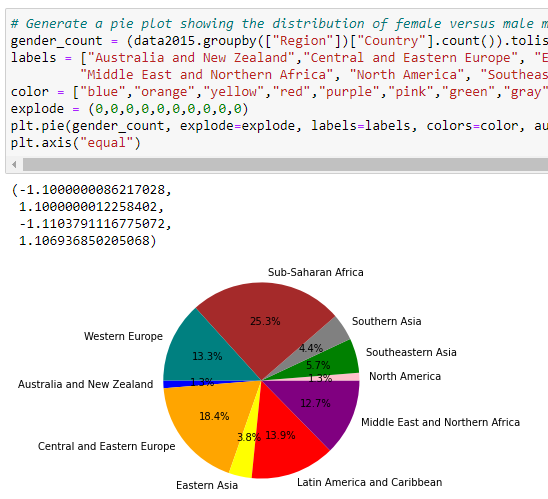 # Generate a pie plot showing the distribution of female versus male
gender_count = (data2015.groupby(["Region"])["Country"].count()).tolis
labels = ["Australia and New Zealand","Central and Eastern Europe", "E
"Middle East and Northern Africa", "North America", "Southeas
color = ["blue","orange","yellow","red","purple","pink","green","gray"
explode = (0,0,0,0,0,0,0,0,0,0)
plt.pie(gender_count, explode=explode, labels=labels, colors=color, au
plt.axis("equal")
(-1.1000000086217028,
1.1000000012258402,
-1.1103791116775072,
1.106936850205068)
Sub-Saharan Africa
25.3%
Southern Asia
4.4%
Western Europe
13.3%
Southeastern Asia
5.7%
North America
1.3%
Australia and New Zealand
1.3%
12.7%
18.4%
Middle East and Northern Africa
3.8%
13.9%
Central and Eastern Europe
Latin America and Caribbean
Eastern Asia